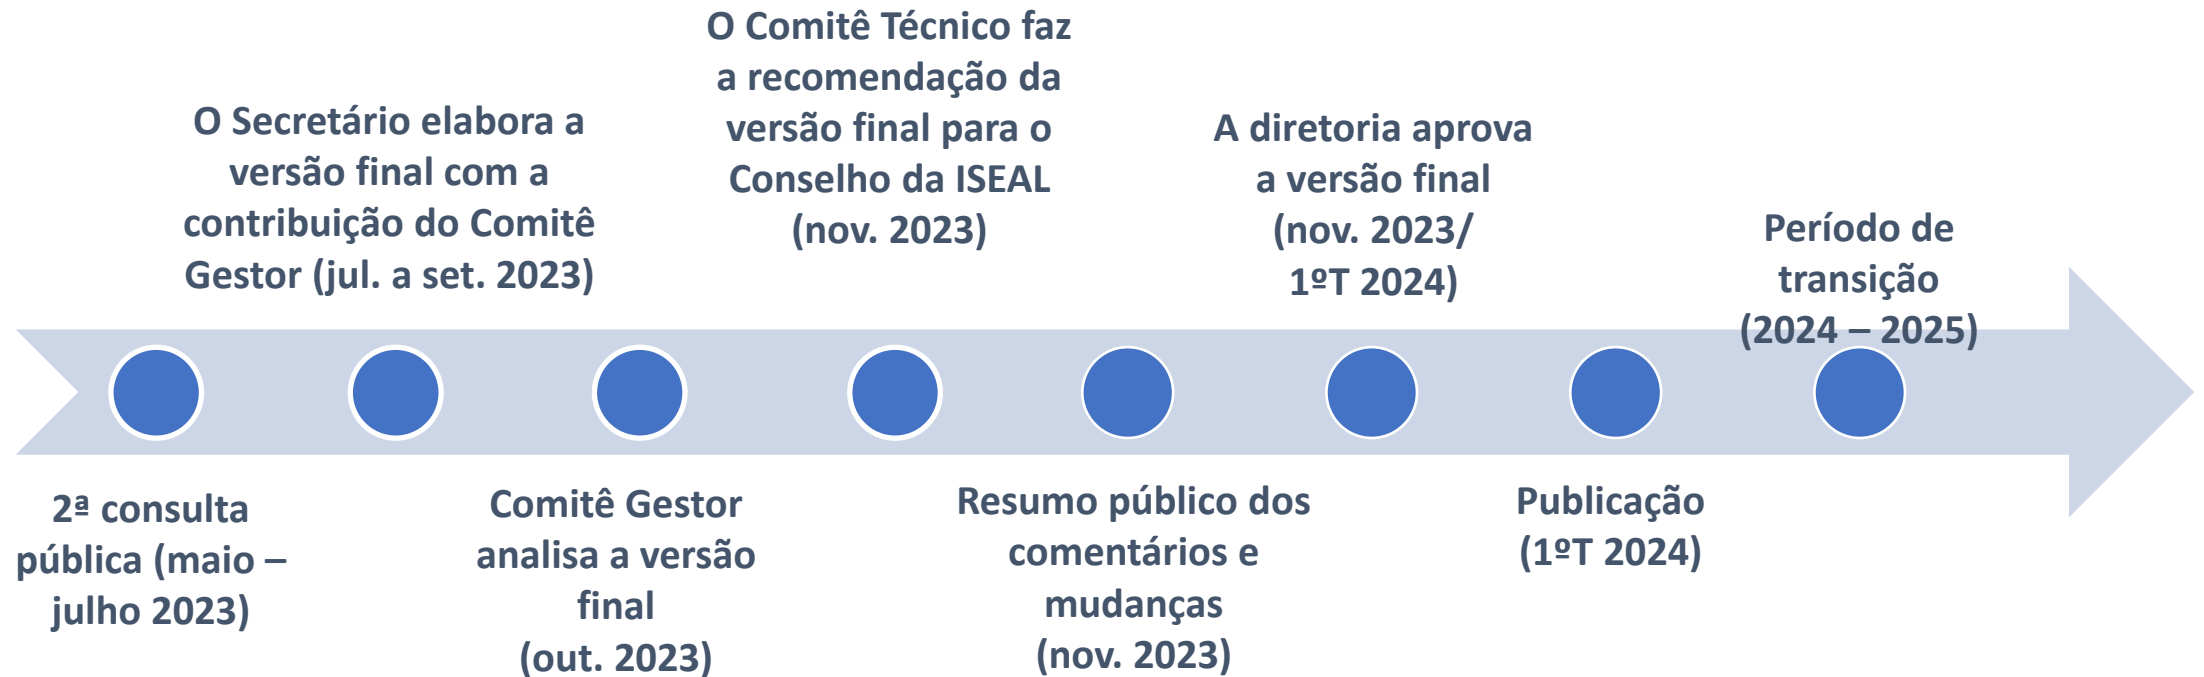 O Secretário elabora a
versão final com a
contribuição do Comitê
Gestor (jul. a set. 2023)
O Comitê Técnico faz
a recomendação da
versão final para o
Conselho da ISEAL
(nov. 2023)
A diretoria aprova
a versão final
(nov. 2023/
1ºT 2024)
Período de
transição
(2024 – 2025)
2ª consulta
pública (maio –
julho 2023)
Comitê Gestor
analisa a versão
final
(out. 2023)
Resumo público dos
comentários e
mudanças
(nov. 2023)
Publicação
(1ºT 2024)